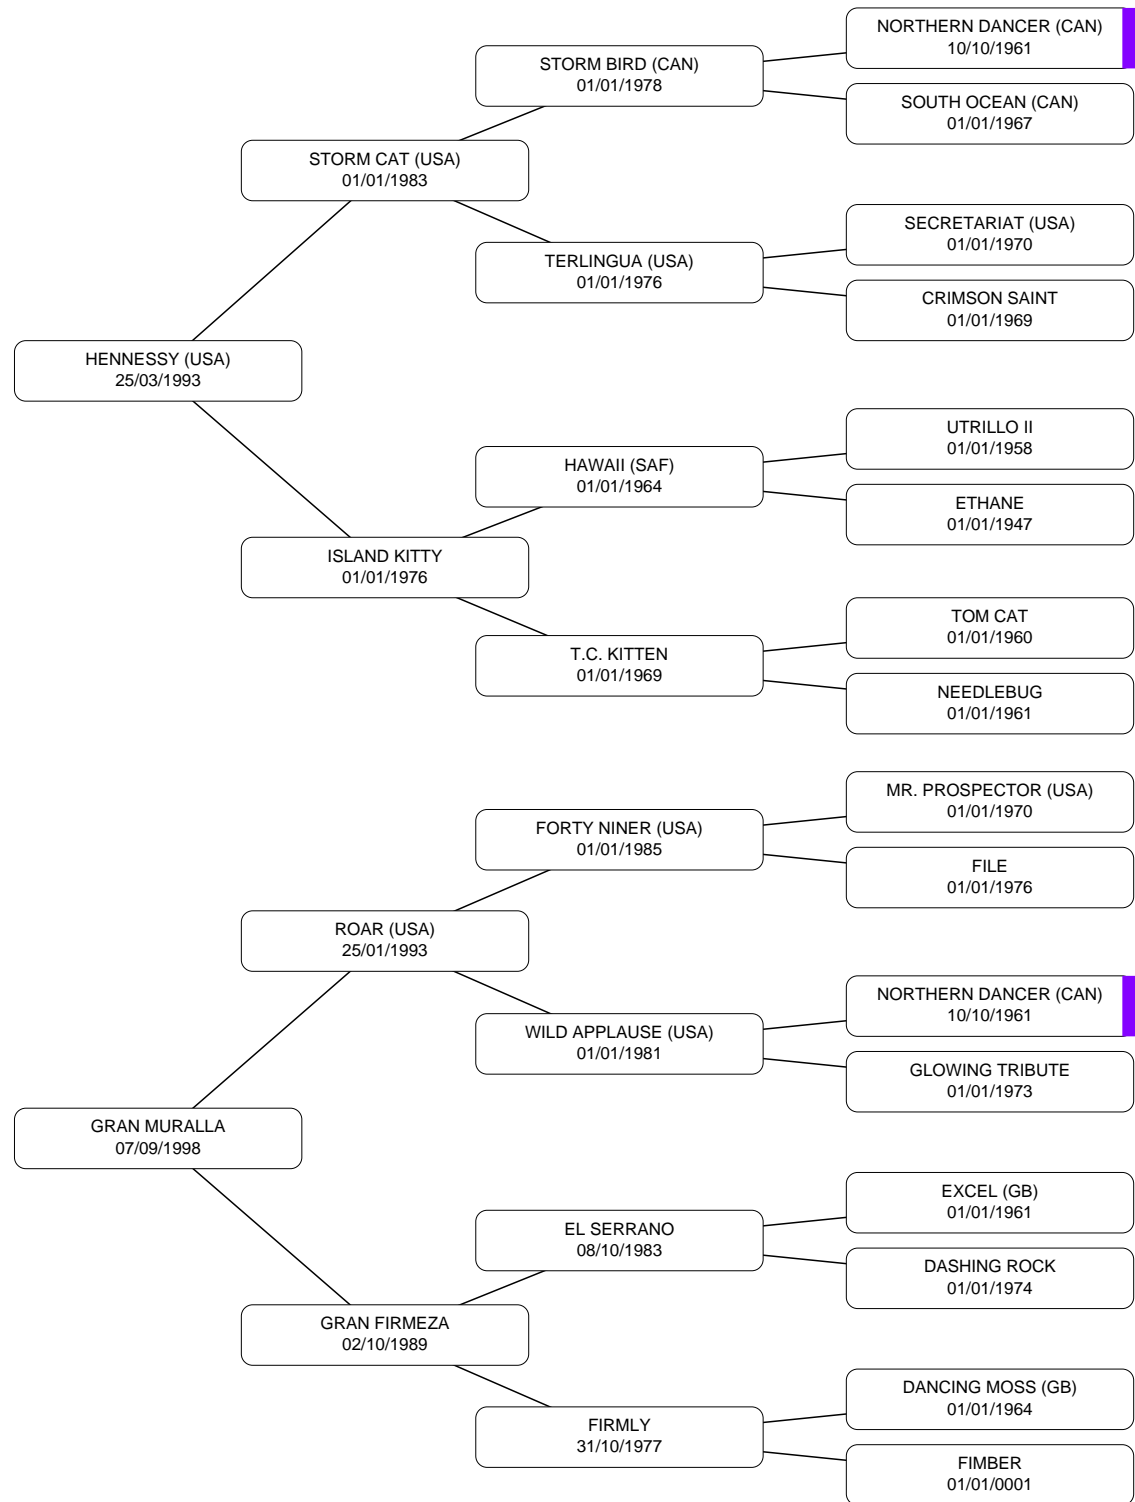 NORTHERN DANCER (CAN)
10/10/1961
STORM BIRD (CAN)
01/01/1978
SOUTH OCEAN (CAN)
01/01/1967
STORM CAT (USA)
01/01/1983
SECRETARIAT (USA)
01/01/1970
TERLINGUA (USA)
01/01/1976
CRIMSON SAINT
01/01/1969
HENNESSY (USA)
25/03/1993
UTRILLO II
01/01/1958
HAWAII (SAF)
01/01/1964
ETHANE
01/01/1947
ISLAND KITTY
01/01/1976
TOM CAT
01/01/1960
T.C. KITTEN
01/01/1969
NEEDLEBUG
01/01/1961
MR. PROSPECTOR (USA)
01/01/1970
FORTY NINER (USA)
01/01/1985
FILE
01/01/1976
ROAR (USA)
25/01/1993
NORTHERN DANCER (CAN)
10/10/1961
WILD APPLAUSE (USA)
01/01/1981
GLOWING TRIBUTE
01/01/1973
GRAN MURALLA
07/09/1998
EXCEL (GB)
01/01/1961
EL SERRANO
08/10/1983
DASHING ROCK
01/01/1974
GRAN FIRMEZA
02/10/1989
DANCING MOSS (GB)
01/01/1964
FIRMLY
31/10/1977
FIMBER
01/01/0001